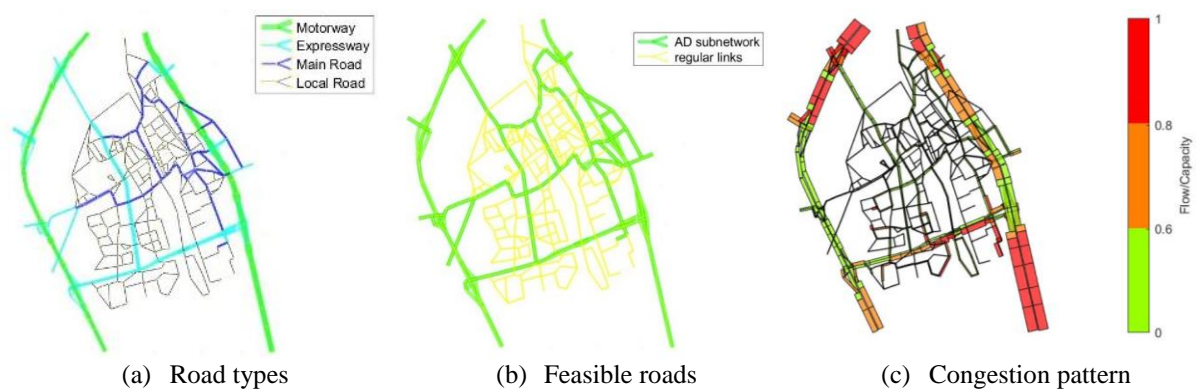 Motorway
Expressway
Main Road
Local Road
AD subnetwork
regular links
1
0.8
0.6
0
Flow/Capacity
(a) Road types
(b) Feasible roads
(c) Congestion pattern